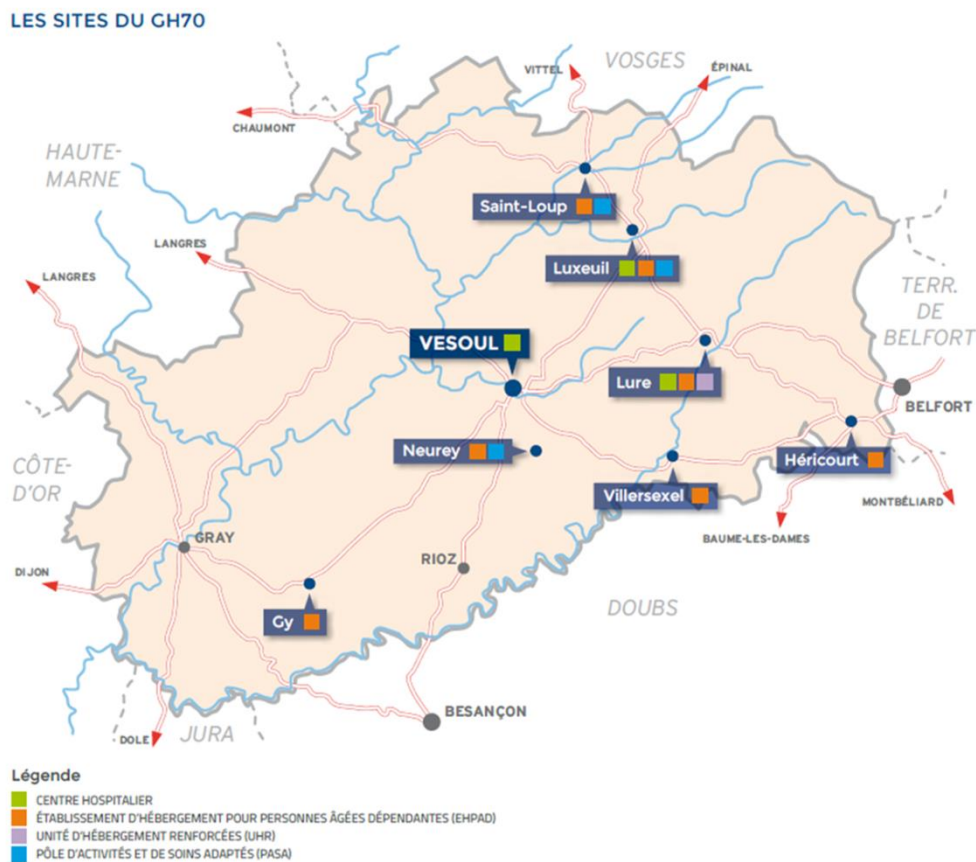 LES SITES DU GH70
VOSGES
VITTEL
ÉPINAL
CHAUMONT
HAUTE-
MARNE
Saint-Loup
LANGRES
Luxeuil
LANGRES
TERR.
DE
BELFORT
VESOUL
Lure
BELFORT
Neurey
Héricourt
CÔTE-
D'OR
Villersexel
MONTBÉLIARD
BAUME-LES-DAMES
GRAY
RIOZ
DIJON
DOUBS
Gy
BESANÇON
JURA
DOLE
Légende
CENTRE HOSPITALIER
ÉTABLISSEMENT D'HÉBERGEMENT POUR PERSONNES ÂGÉES DÉPENDANTES (EHPAD)
UNITÉ D'HÉBERGEMENT RENFORCÉES (UHR)
PÔLE D'ACTIVITÉS ET DE SOINS ADAPTÉS (PASA)